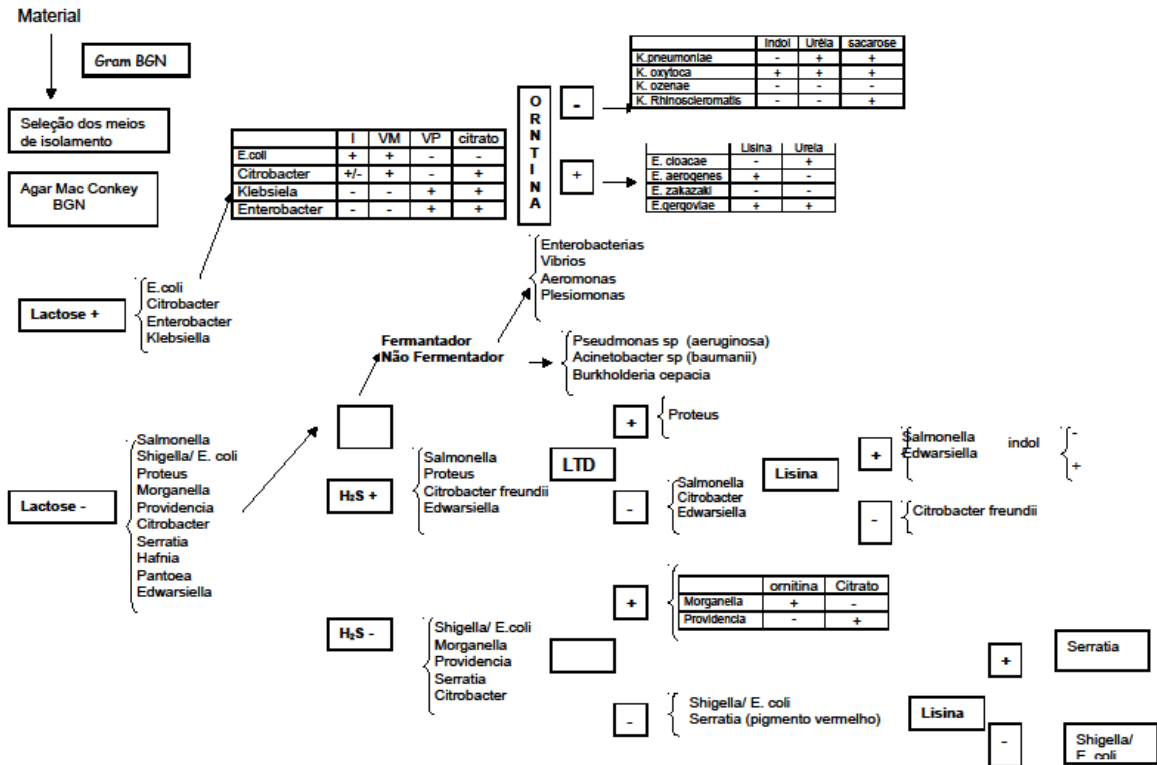 Material
Gram BGN
Seleção dos meios
de isolamento
Agar Mac Conkey
BGN
Lactose +
E.coli
Citrobacter
Enterobacter
Klebsiella
I VM VP citrato
E.coli + + - -
Citrobacter +/- + - +
Klebsiela - - + +
Enterobacter - - + +
O
R
N
T
I
N
A
-
+
Indol Uréia sacarose
K.pneumoniae - + +
K. oxytoca + + +
K. ozenae - - -
K. Rhinoscleromatis - - +
Lisina Ureia
E. cloacae - +
E. aerogenes + -
E. zakazaki - -
E.gergoviae + +
Enterobacterias
Vibrios
Aeromonas
Plesiomonas
Fermantador
Não Fermentador
Pseudmonas sp (aeruginosa)
Acinetobacter sp (baumanii)
Burkholderia cepacia
Lactose -
Salmonella
Shigella/ E. coli
Proteus
Morganella
Providencia
Citrobacter
Serratia
Hafnia
Pantoea
Edwarsiella
H₂S +
Salmonella
Proteus
Citrobacter freundii
Edwarsiella
LTD
+
Proteus
-
Salmonella
Citrobacter
Edwarsiella
Lisina
+
Salmonella
Edwarsiella
indol
-
+
-
Citrobacter freundii
H₂S -
Shigella/ E.coli
Morganella
Providencia
Serratia
Citrobacter
+
ornitina Citrato
Morganella + -
Providencia - +
-
Shigella/ E. coli
Serratia (pigmento vermelho)
Lisina
+
Serratia
-
Shigella/
E. coli